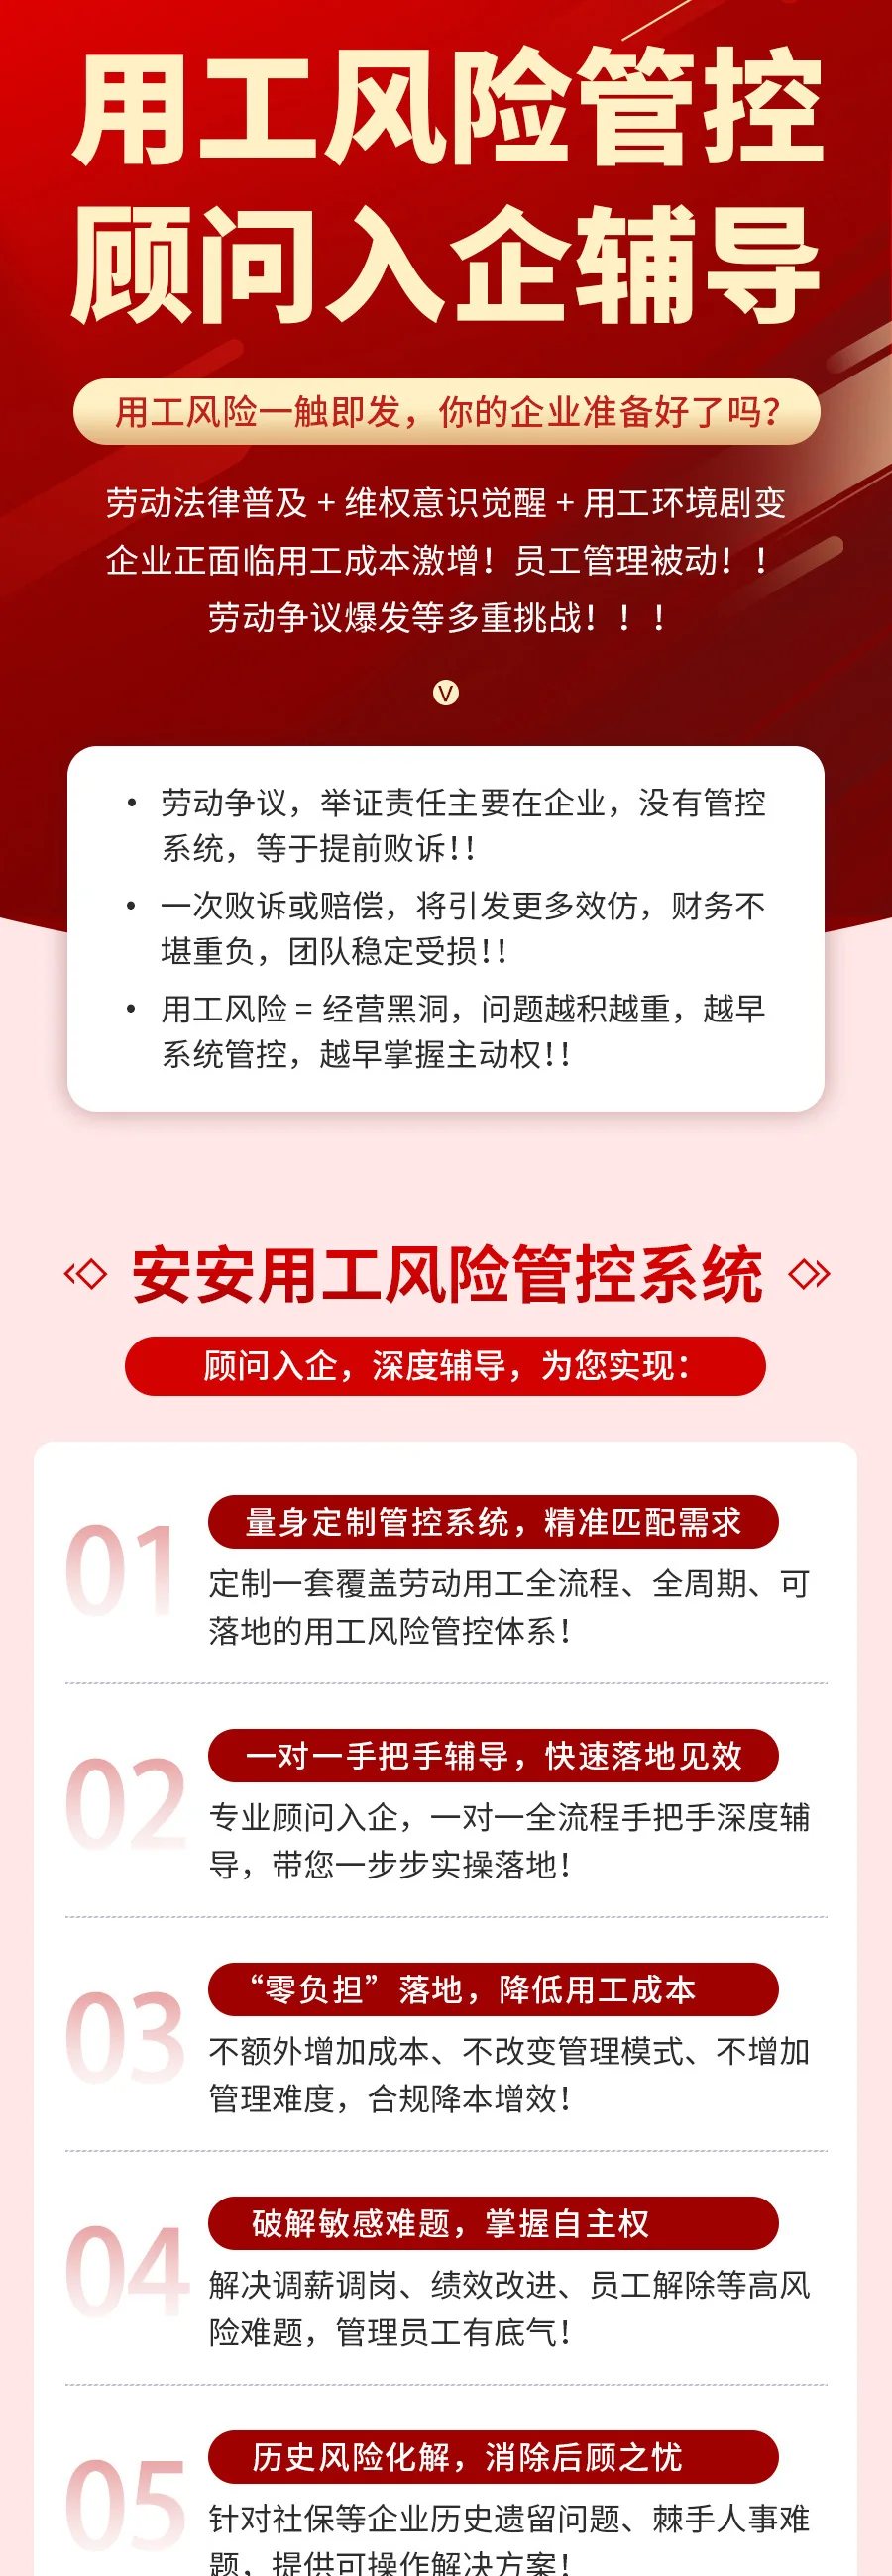 用工风险管控
顾问入企辅导
用工风险一触即发，你的企业准备好了吗？
劳动法律普及 + 维权意识觉醒 + 用工环境剧变
企业正面临用工成本激增！员工管理被动！！
劳动争议爆发等多重挑战！！！
V
• 劳动争议，举证责任主要在企业，没有管控
系统，等于提前败诉!!
• 一次败诉或赔偿，将引发更多效仿，财务不
堪重负，团队稳定受损!!
• 用工风险 = 经营黑洞，问题越积越重，越早
系统管控，越早掌握主动权!!
安安用工风险管控系统
顾问入企，深度辅导，为您实现：
01
量身定制管控系统，精准匹配需求
定制一套覆盖劳动用工全流程、全周期、可
落地的用工风险管控体系！
02
一对一手把手辅导，快速落地见效
专业顾问入企，一对一全流程手把手深度辅
导，带您一步步实操落地！
03
“零负担”落地，降低用工成本
不额外增加成本、不改变管理模式、不增加
管理难度，合规降本增效！
04
破解敏感难题，掌握自主权
解决调薪调岗、绩效改进、员工解除等高风
险难题，管理员工有底气！
05
历史风险化解，消除后顾之忧
针对社保等企业历史遗留问题、棘手人事难
题，提供可操作解决方案！